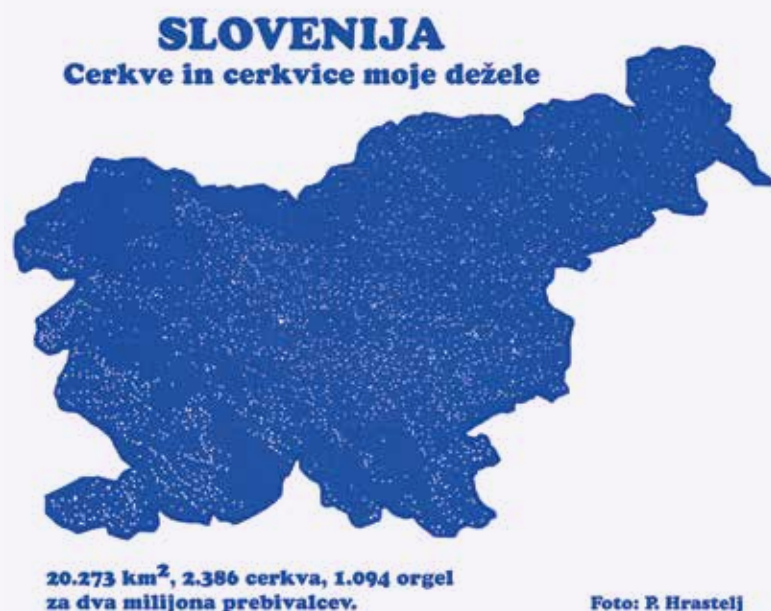 SLOVENIJA
Cerkve in cerkvice moje dežele
20.273 km², 2.386 cerkva, 1.094 orgel
za dva milijona prebivalcev.
Foto: P. Hrastelj